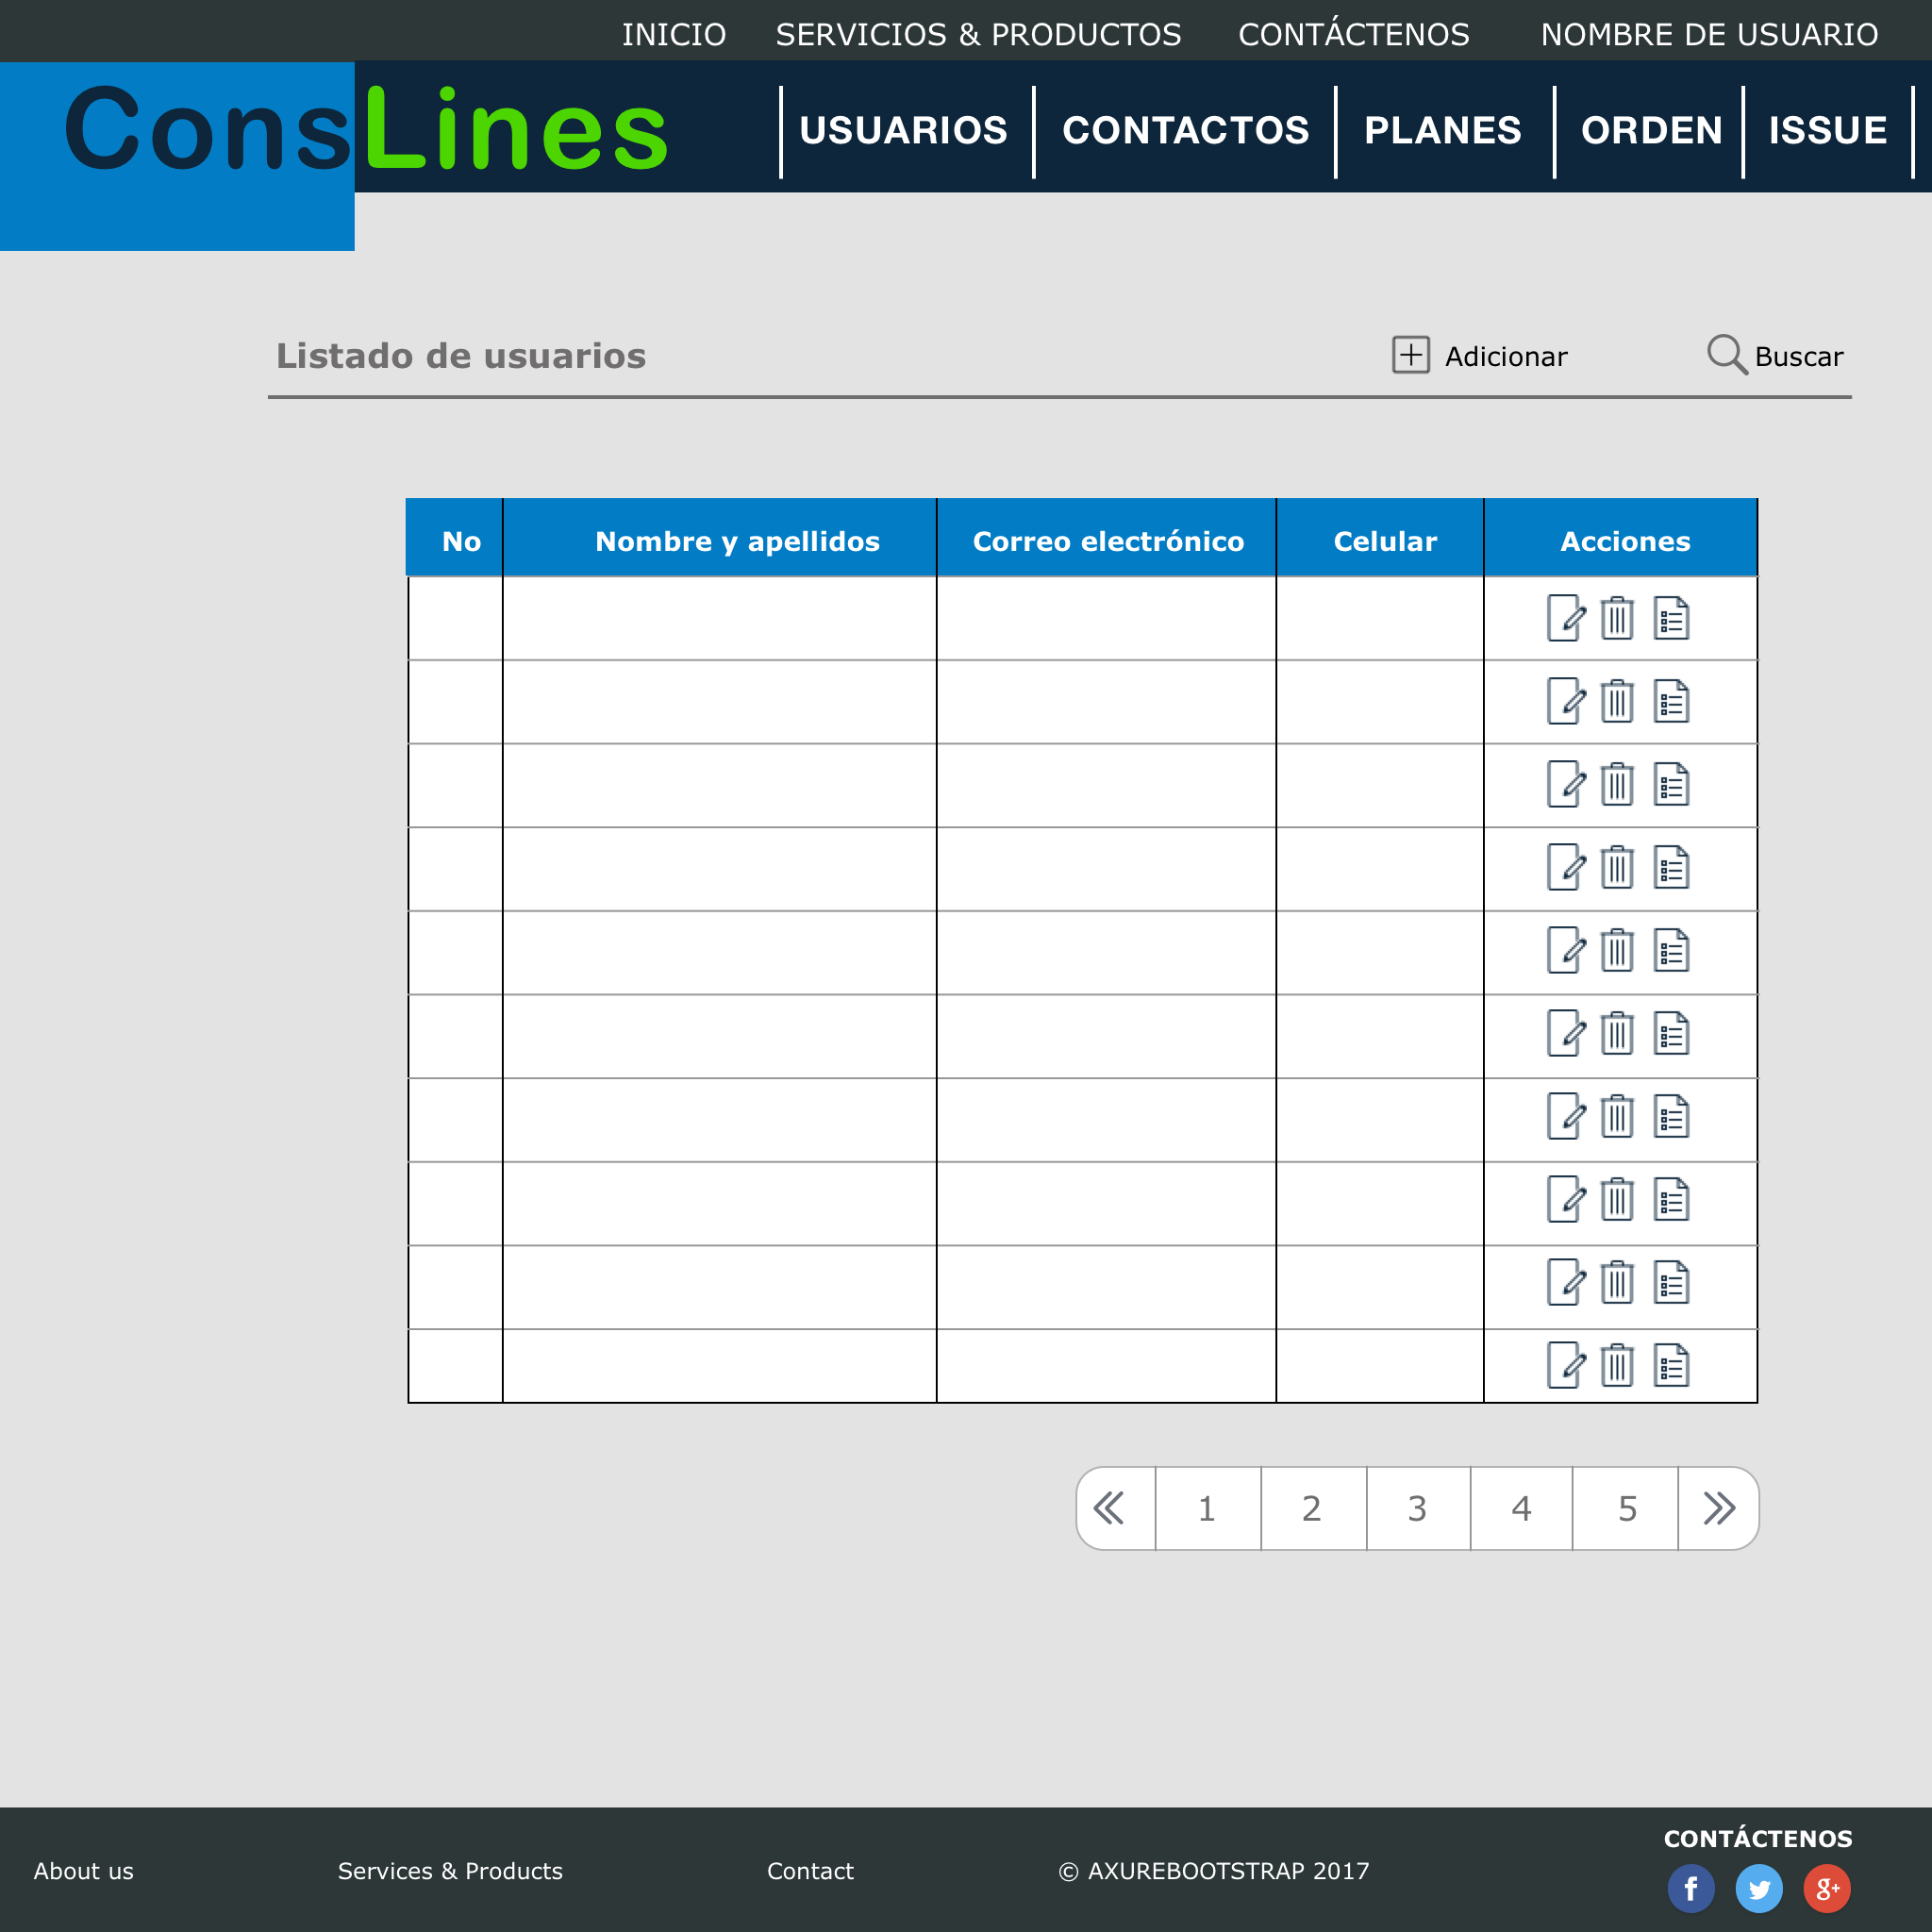 INICIO SERVICIOS & PRODUCTOS CONTÁCTENOS NOMBRE DE USUARIO
ConsLines USUARIOS CONTACTOS PLANES ORDEN ISSUE
Listado de usuarios Adicionar Buscar
No Nombre y apellidos Correo electrónico Celular Acciones
1 2 3 4 5
CONTÁCTENOS
About us Services & Products Contact © AXUREBOOTSTRAP 2017
f g+